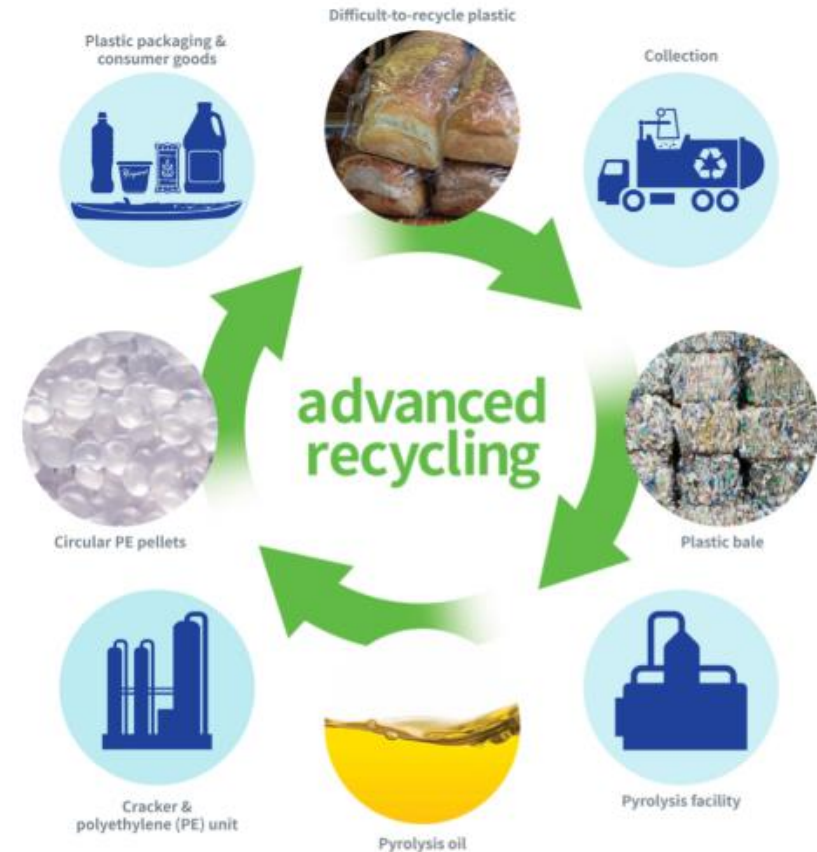 Difficult-to-recycle plastic
Plastic packaging &
consumer goods
Collection
advanced
recycling
Circular PE pellets
Plastic bale
Cracker &
polyethylene (PE) unit
Pyrolysis oil
Pyrolysis facility